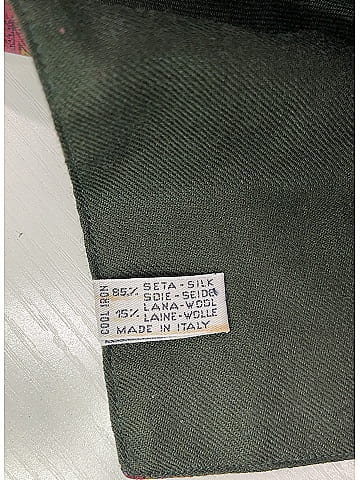 COOL IRON
85% SETA-SILK
SOIE-SEIDE
15% LANA-WOOL
LAINE-WOLLE
MADE IN ITALY